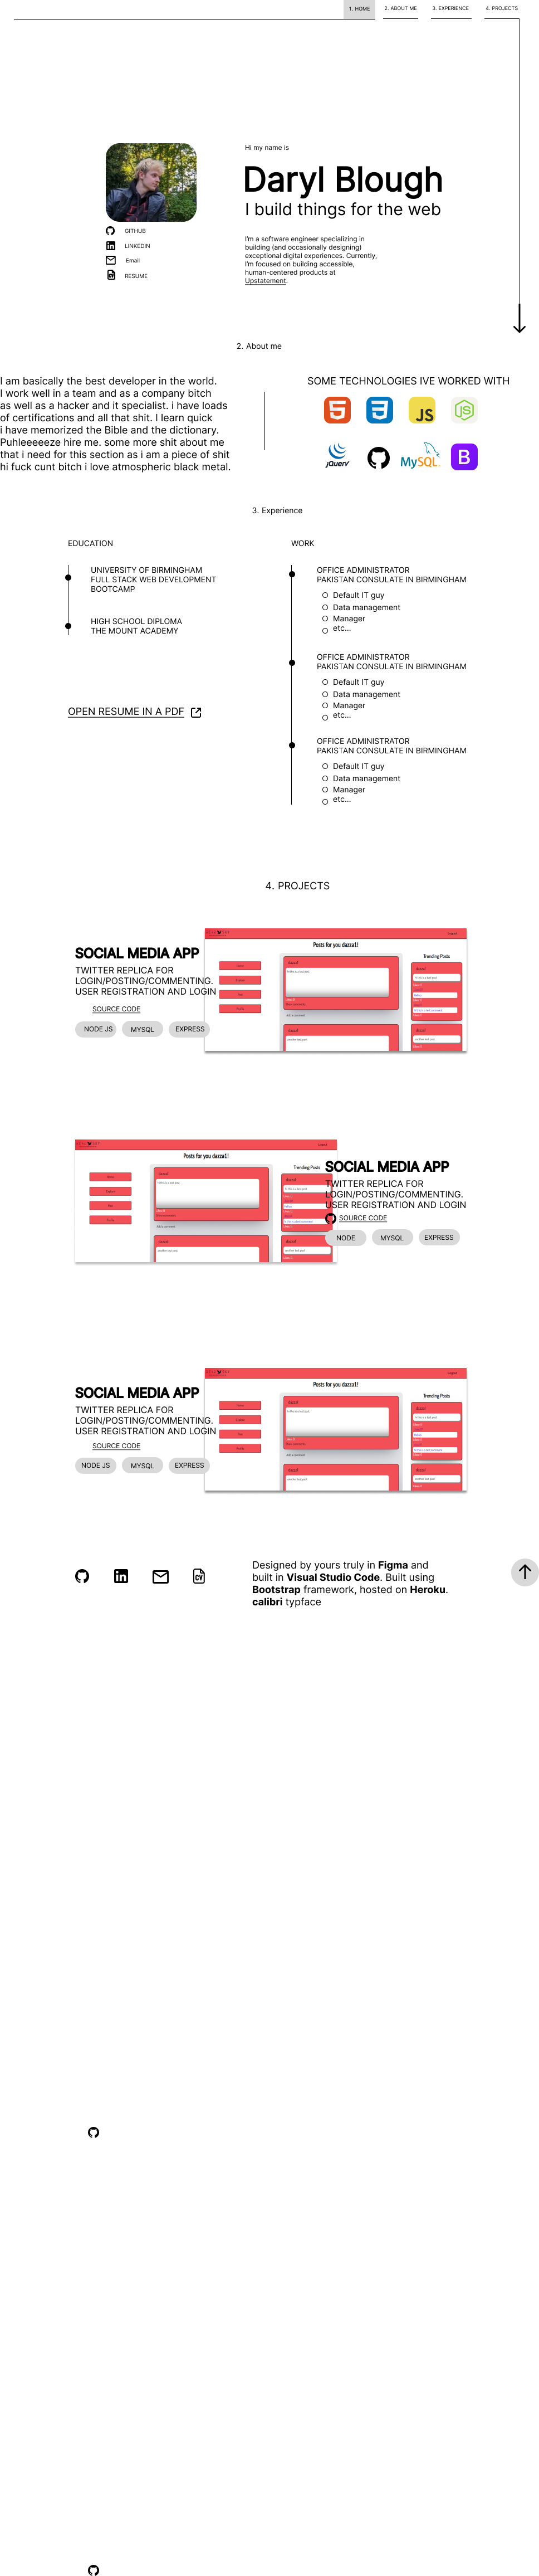 1. HOME
2. ABOUT ME
3. EXPERIENCE
4. PROJECTS
Hi my name is
Daryl Blough
I build things for the web
GITHUB
LINKEDIN
Email
RESUME
I'm a software engineer specializing in
building (and occasionally designing)
exceptional digital experiences. Currently,
I'm focused on building accessible,
human-centered products at
Upstatement.
2. About me
I am basically the best developer in the world.
I work well in a team and as a company bitch
as well as a hacker and it specialist. i have loads
of certifications and all that shit. I learn quick
i have memorized the Bible and the dictionary.
Puhleeeeeze hire me. some more shit about me
that i need for this section as i am a piece of shit
hi fuck cunt bitch i love atmospheric black metal.
SOME TECHNOLOGIES IVE WORKED WITH
JS
JS
jQuery
MySQL
B
3. Experience
EDUCATION
UNIVERSITY OF BIRMINGHAM
FULL STACK WEB DEVELOPMENT
BOOTCAMP
HIGH SCHOOL DIPLOMA
THE MOUNT ACADEMY
OPEN RESUME IN A PDF
WORK
OFFICE ADMINISTRATOR
PAKISTAN CONSULATE IN BIRMINGHAM
Default IT guy
Data management
Manager
etc...
OFFICE ADMINISTRATOR
PAKISTAN CONSULATE IN BIRMINGHAM
Default IT guy
Data management
Manager
etc...
OFFICE ADMINISTRATOR
PAKISTAN CONSULATE IN BIRMINGHAM
Default IT guy
Data management
Manager
etc...
4. PROJECTS
SOCIAL MEDIA APP
TWITTER REPLICA FOR
LOGIN/POSTING/COMMENTING.
USER REGISTRATION AND LOGIN
SOURCE CODE
NODE JS
MYSQL
EXPRESS
Logout
Posts for you dazza1!
Trending Posts
Posts for you dazza1!
Logout
Trending Posts
SOCIAL MEDIA APP
TWITTER REPLICA FOR
LOGIN/POSTING/COMMENTING.
USER REGISTRATION AND LOGIN
SOURCE CODE
NODE
MYSQL
EXPRESS
SOCIAL MEDIA APP
TWITTER REPLICA FOR
LOGIN/POSTING/COMMENTING.
USER REGISTRATION AND LOGIN
SOURCE CODE
NODE JS
MYSQL
EXPRESS
Logout
Posts for you dazza1!
Trending Posts
in
CV
Designed by yours truly in Figma and
built in Visual Studio Code. Built using
Bootstrap framework, hosted on Heroku.
calibri typface